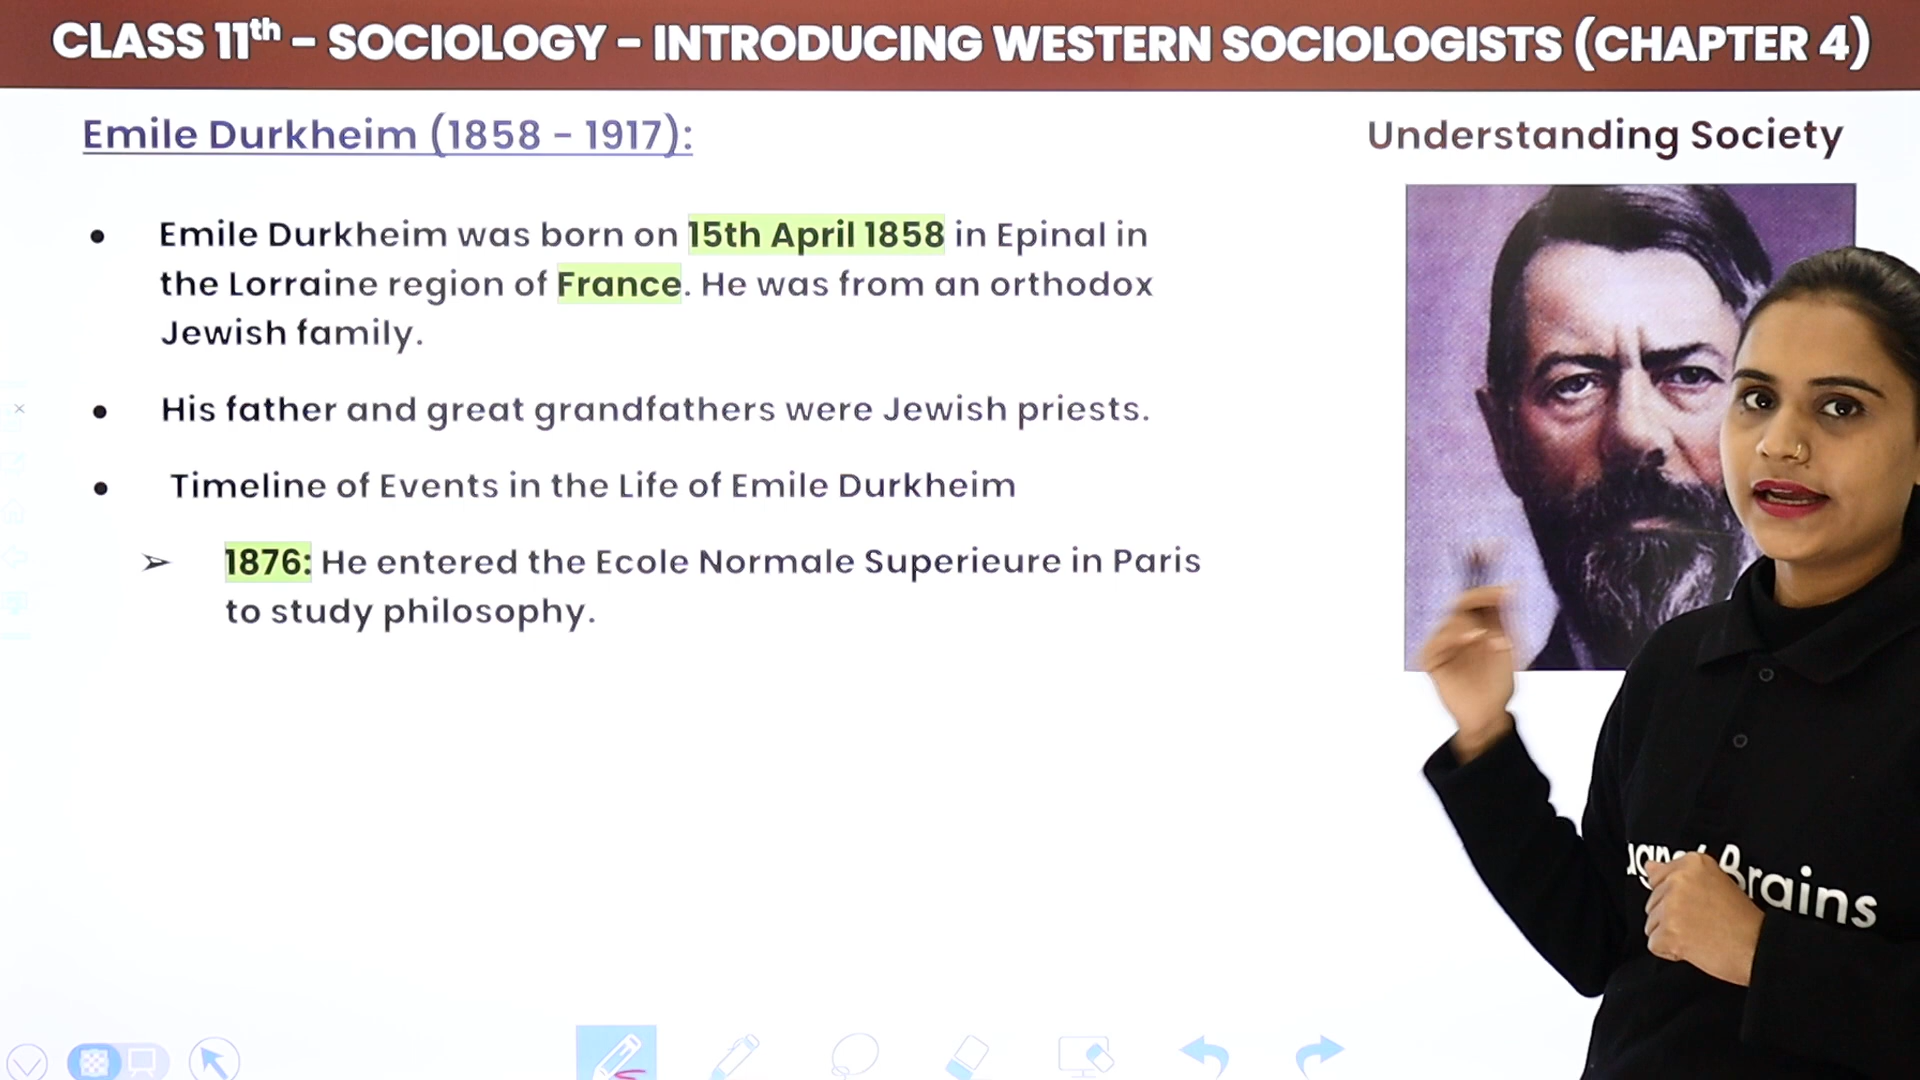 CLASS 11th - SOCIOLOGY - INTRODUCING WESTERN SOCIOLOGISTS (CHAPTER 4)
Emile Durkheim (1858 - 1917):
Understanding Society
• Emile Durkheim was born on 15th April 1858 in Epinal in
the Lorraine region of France. He was from an orthodox
Jewish family.
• His father and great grandfathers were Jewish priests.
• Timeline of Events in the Life of Emile Durkheim
➢ 1876: He entered the Ecole Normale Superieure in Paris
to study philosophy.
Brains